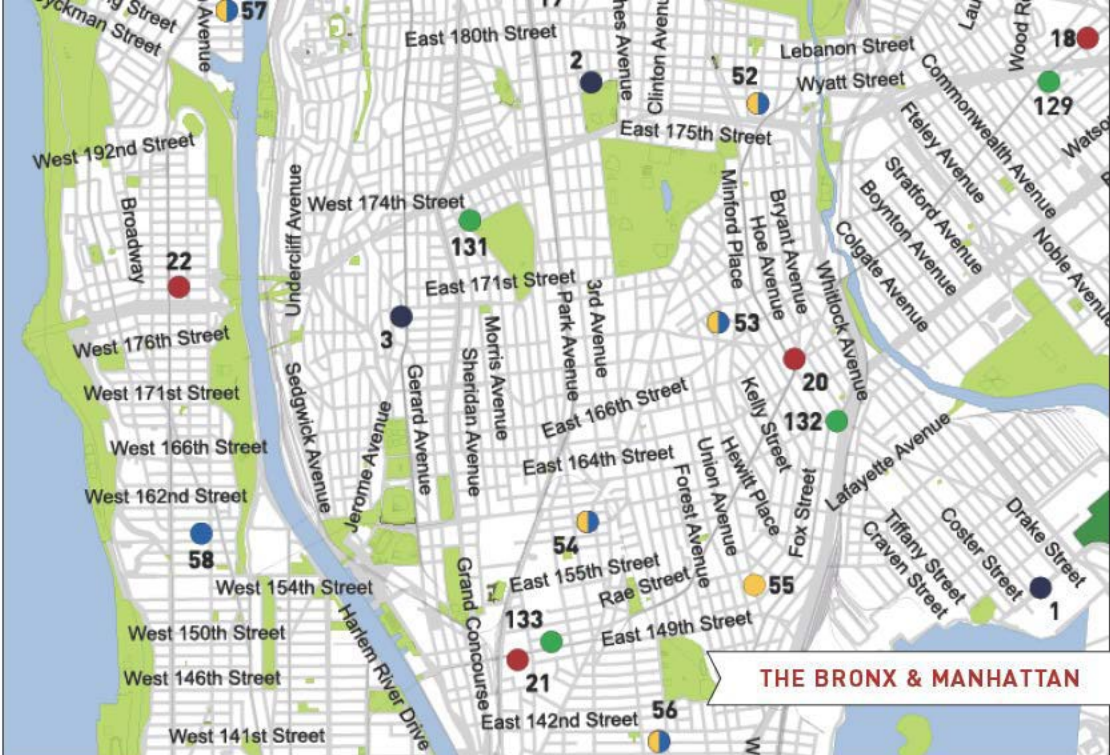 57
East 180th Street
Clinton Avenue
2
18
Lebanon Street
Wyatt Street
52
129
Commonwealth Avenue
East 175th Street
Fteley Avenue
West 192nd Street
Stratford Avenue
Boynton Avenue
Undercliff Avenue
West 174th Street
Minford Place
Bryant Avenue
Hoe Avenue
Broadway
Colgate Avenue
Noble Avenue
131
22
East 171st Street
Whitlock Avenue
3rd Avenue
Park Avenue
3
53
West 176th Street
Morris Avenue
Sheridan Avenue
20
West 171st Street
Sedgwick Avenue
Gerard Avenue
East 166th Street
Kelly Street
132
Jerome Avenue
West 166th Street
East 164th Street
Lafayette Avenue
Hewitt Place
Union Avenue
Forest Avenue
Fox Street
West 162nd Street
Drake Street
Coster Street
Tiffany Street
Craven Street
58
54
East 155th Street
Rae Street
55
1
West 154th Street
Grand Concourse
133
Harlem River Drive
West 150th Street
East 149th Street
21
West 146th Street
THE BRONX & MANHATTAN
56
East 142nd Street
West 141st Street